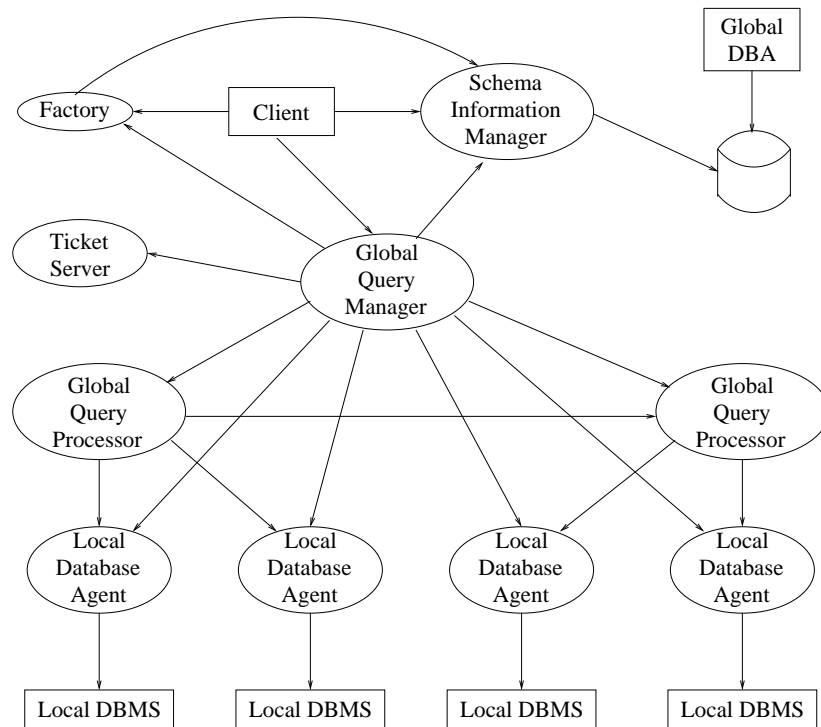 Global
DBA
Schema
Information
Manager
Factory
Client
Ticket
Server
Global
Query
Manager
Global
Query
Processor
Global
Query
Processor
Local
Database
Agent
Local
Database
Agent
Local
Database
Agent
Local
Database
Agent
Local DBMS
Local DBMS
Local DBMS
Local DBMS